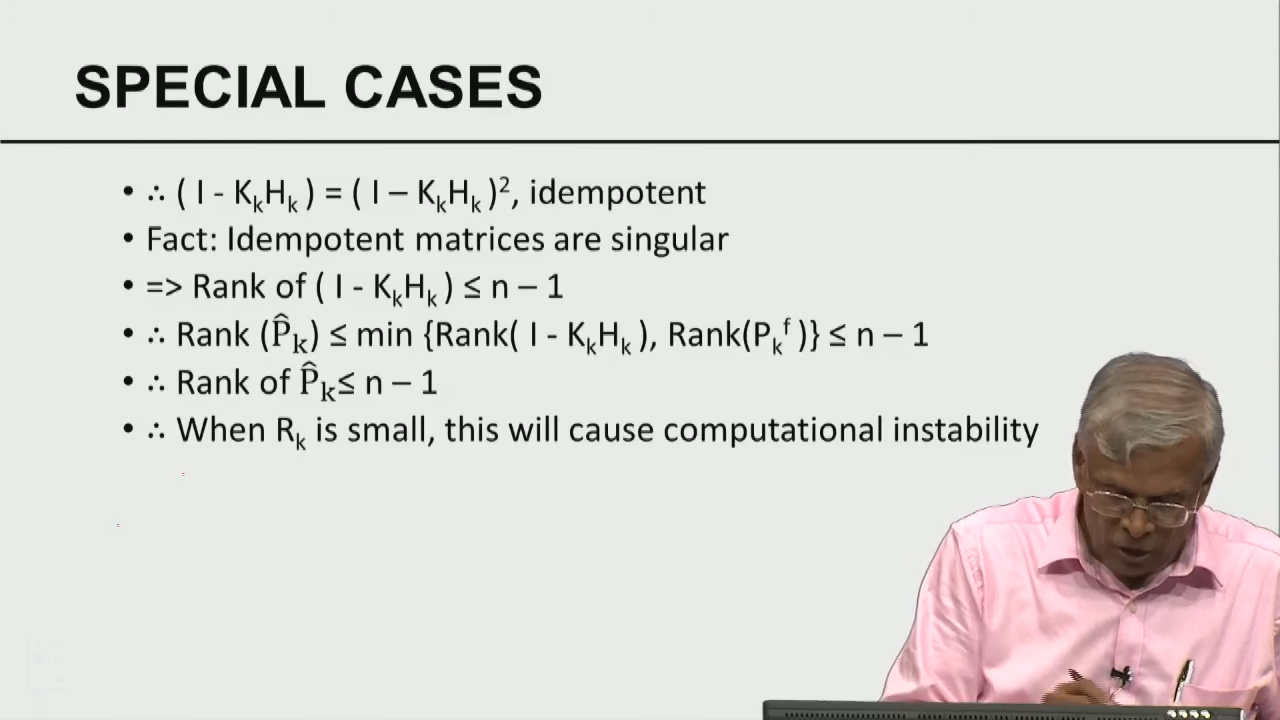 SPECIAL CASES
• ∴ ( I - KₖHₖ ) = ( I – KₖHₖ )², idempotent
• Fact: Idempotent matrices are singular
• => Rank of ( I - KₖHₖ ) ≤ n – 1
• ∴ Rank (P̂ₖ) ≤ min {Rank( I - KₖHₖ ), Rank(Pₖᶠ )} ≤ n – 1
• ∴ Rank of P̂ₖ≤ n – 1
• ∴ When Rₖ is small, this will cause computational instability